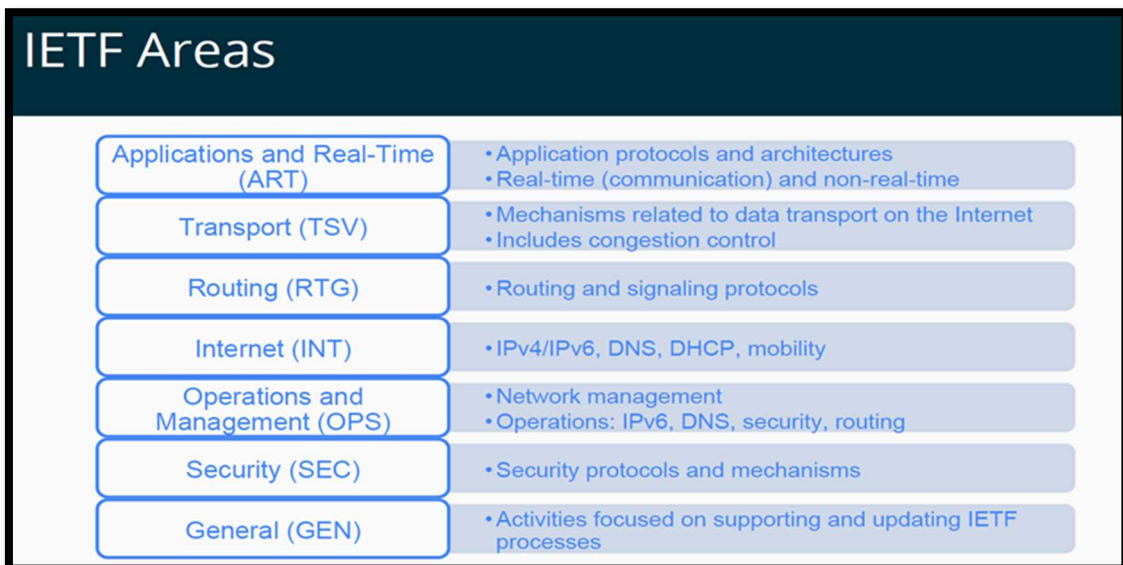 IETF Areas
Applications and Real-Time
(ART)
• Application protocols and architectures
• Real-time (communication) and non-real-time
Transport (TSV)
• Mechanisms related to data transport on the Internet
• Includes congestion control
Routing (RTG)
• Routing and signaling protocols
Internet (INT)
• IPv4/IPv6, DNS, DHCP, mobility
Operations and
Management (OPS)
• Network management
• Operations: IPv6, DNS, security, routing
Security (SEC)
• Security protocols and mechanisms
General (GEN)
• Activities focused on supporting and updating IETF
processes